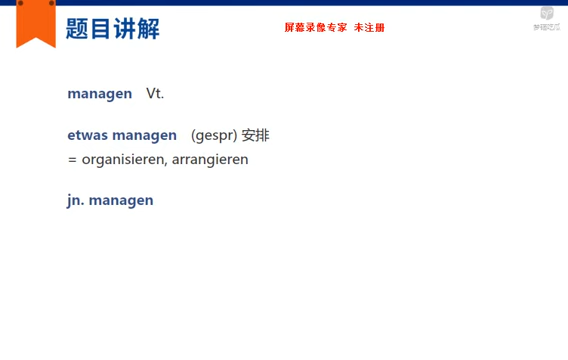 题目讲解
屏幕录像专家 未注册
managen Vt.
etwas managen (gespr) 安排
= organisieren, arrangieren
jn. managen